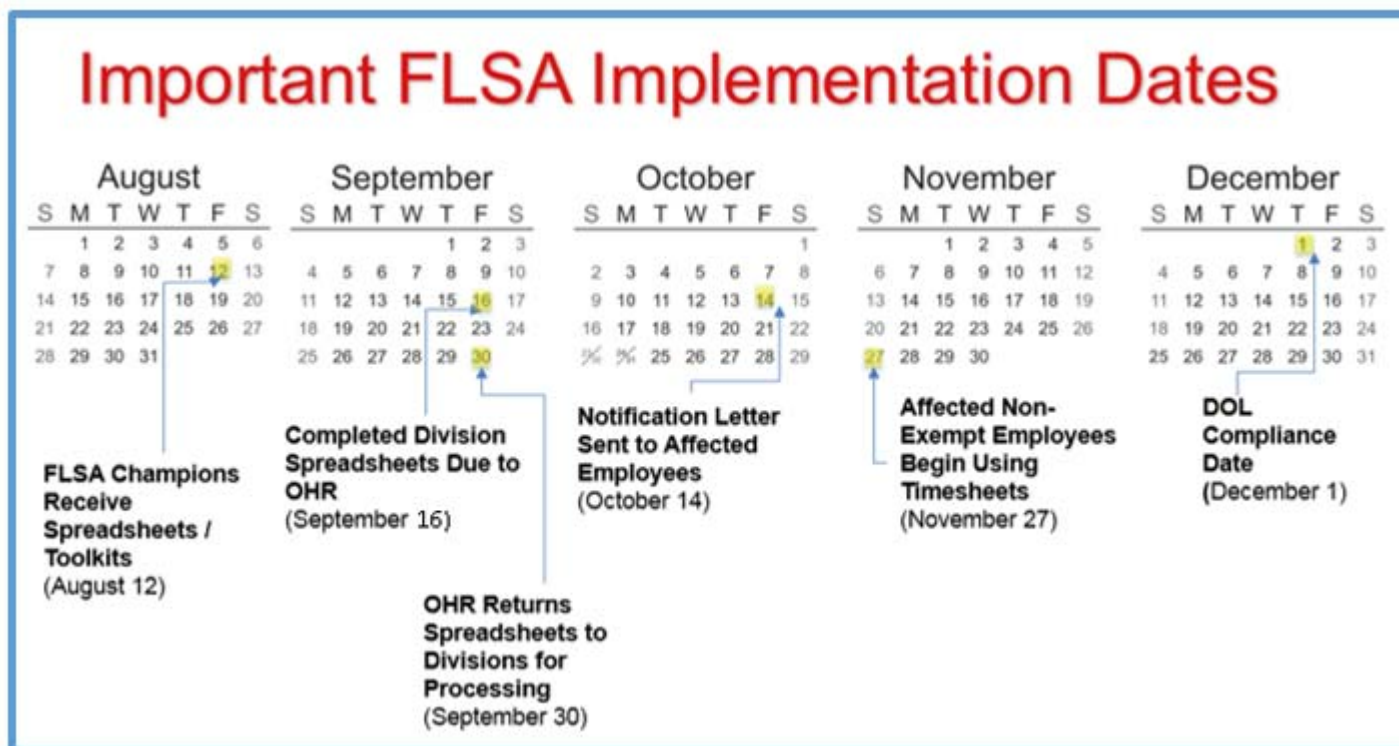 Important FLSA Implementation Dates
August
S M T W T F S
1 2 3 4 5 6
7 8 9 10 11 12 13
14 15 16 17 18 19 20
21 22 23 24 25 26 27
28 29 30 31
September
S M T W T F S
1 2 3
4 5 6 7 8 9 10
11 12 13 14 15 16 17
18 19 20 21 22 23 24
25 26 27 28 29 30
October
S M T W T F S
1
2 3 4 5 6 7 8
9 10 11 12 13 14 15
16 17 18 19 20 21 22
25 26 27 28 29
November
S M T W T F S
1 2 3 4 5
6 7 8 9 10 11 12
13 14 15 16 17 18 19
20 21 22 23 24 25 26
27 28 29 30
December
S M T W T F S
1 2 3
4 5 6 7 8 9 10
11 12 13 14 15 16 17
18 19 20 21 22 23 24
25 26 27 28 29 30 31
FLSA Champions
Receive
Spreadsheets /
Toolkits
(August 12)
Completed Division
Spreadsheets Due to
OHR
(September 16)
OHR Returns
Spreadsheets to
Divisions for
Processing
(September 30)
Notification Letter
Sent to Affected
Employees
(October 14)
Affected Non-
Exempt Employees
Begin Using
Timesheets
(November 27)
DOL
Compliance
Date
(December 1)